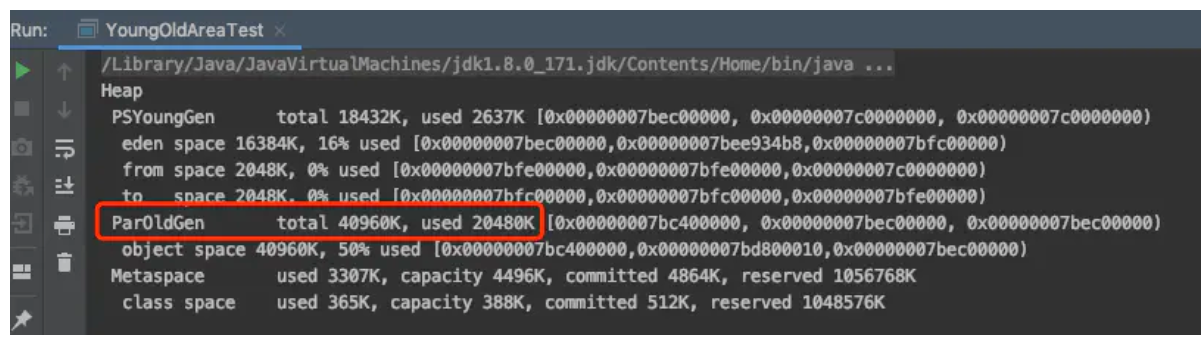 Run: YoungOldAreaTest ×
/Library/Java/JavaVirtualMachines/jdk1.8.0_171.jdk/Contents/Home/bin/java ...
Heap
PSYoungGen total 18432K, used 2637K [0x00000007bec00000, 0x00000007c0000000, 0x00000007c0000000)
eden space 16384K, 16% used [0x00000007bec00000,0x00000007bee934b8,0x00000007bfc00000)
from space 2048K, 0% used [0x00000007bfe00000,0x00000007bfe00000,0x00000007c0000000)
to space 2048K, 0% used [0x00000007bfc00000,0x00000007bfc00000,0x00000007bfe00000)
ParOldGen total 40960K, used 20480K [0x00000007bc400000, 0x00000007bec00000, 0x00000007bec00000)
object space 40960K, 50% used [0x00000007bc400000,0x00000007bd800010,0x00000007bec00000)
Metaspace used 3307K, capacity 4496K, committed 4864K, reserved 1056768K
class space used 365K, capacity 388K, committed 512K, reserved 1048576K